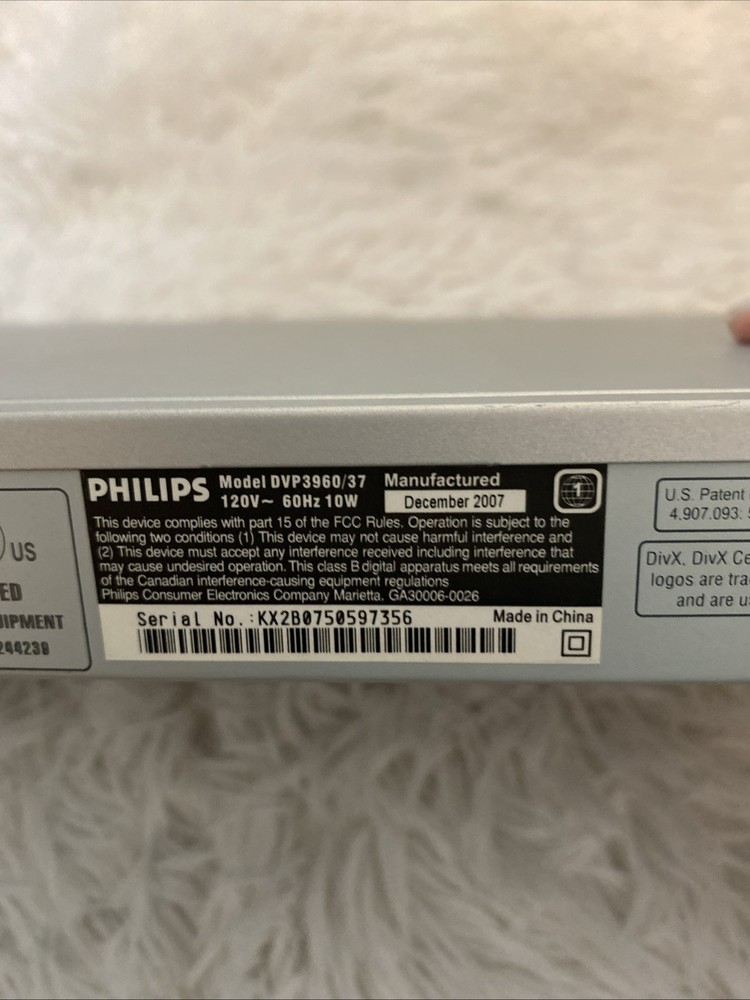 PHILIPS
Model DVP3960/37
120V~ 60Hz 10W
Manufactured
December 2007
1
This device complies with part 15 of the FCC Rules. Operation is subject to the
following two conditions (1) This device may not cause harmful interference and
(2) This device must accept any interference received including interference that
may cause undesired operation. This class B digital apparatus meets all requirements
of the Canadian interference-causing equipment regulations
Philips Consumer Electronics Company Marietta. GA30006-0026
Serial No.:KX2B0750597356
Made in China
US
ED
IPMENT
244239
U.S. Patent
4.907.093.
DivX, DivX Ce
logos are tra
and are u